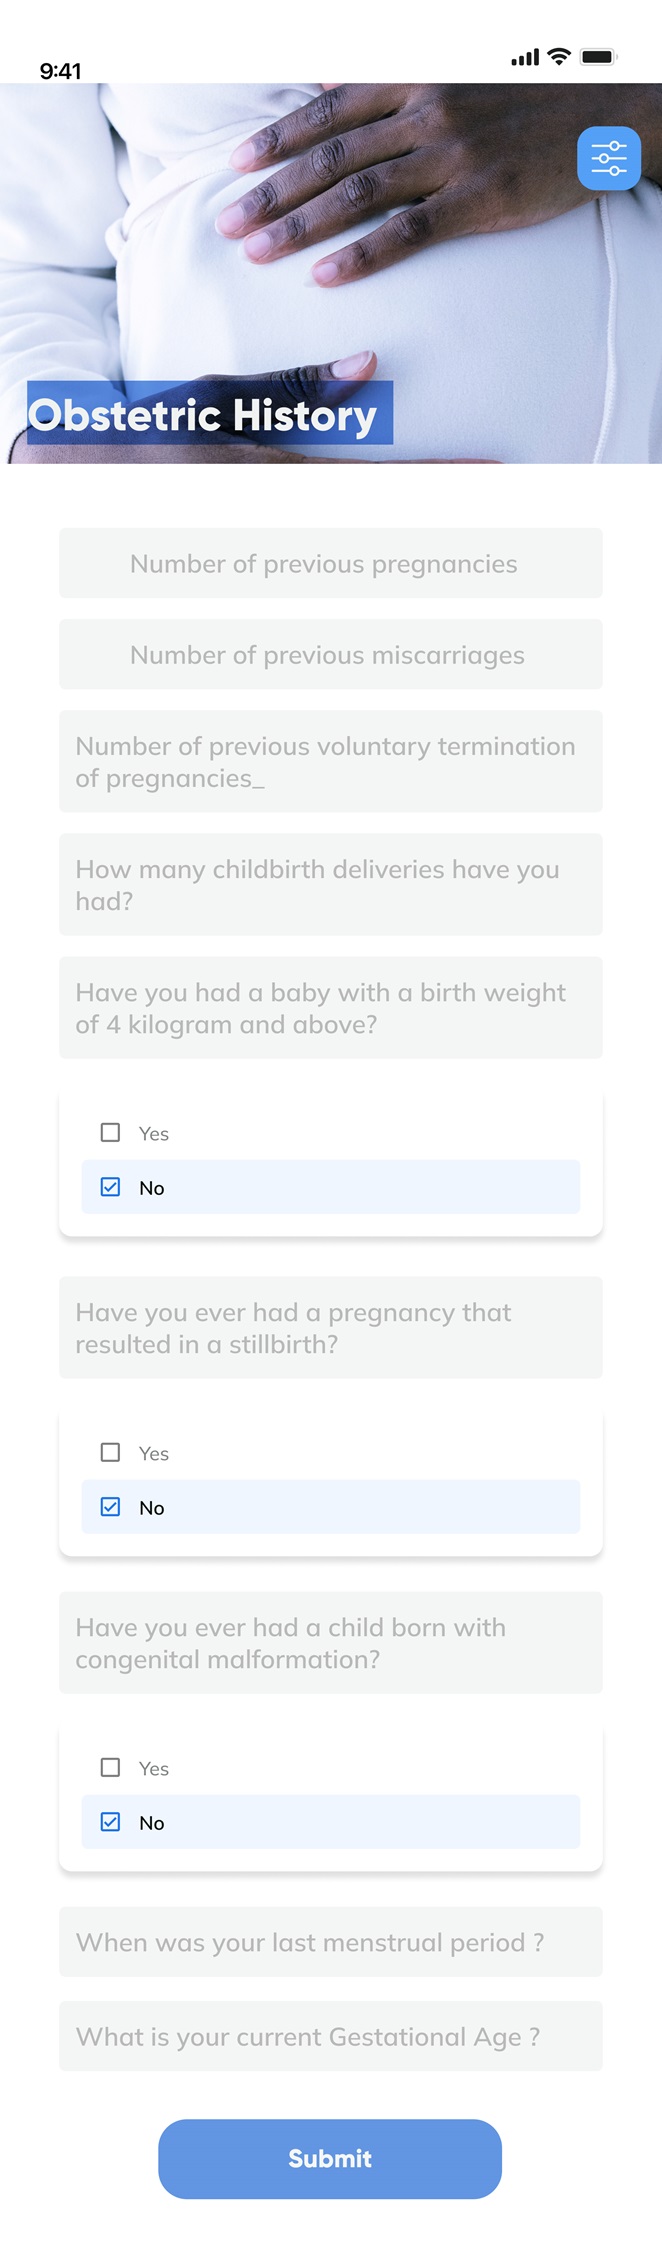 9:41
Obstetric History
Number of previous pregnancies
Number of previous miscarriages
Number of previous voluntary termination
of pregnancies_
How many childbirth deliveries have you
had?
Have you had a baby with a birth weight
of 4 kilogram and above?
Yes
No
Have you ever had a pregnancy that
resulted in a stillbirth?
Yes
No
Have you ever had a child born with
congenital malformation?
Yes
No
When was your last menstrual period ?
What is your current Gestational Age ?
Submit